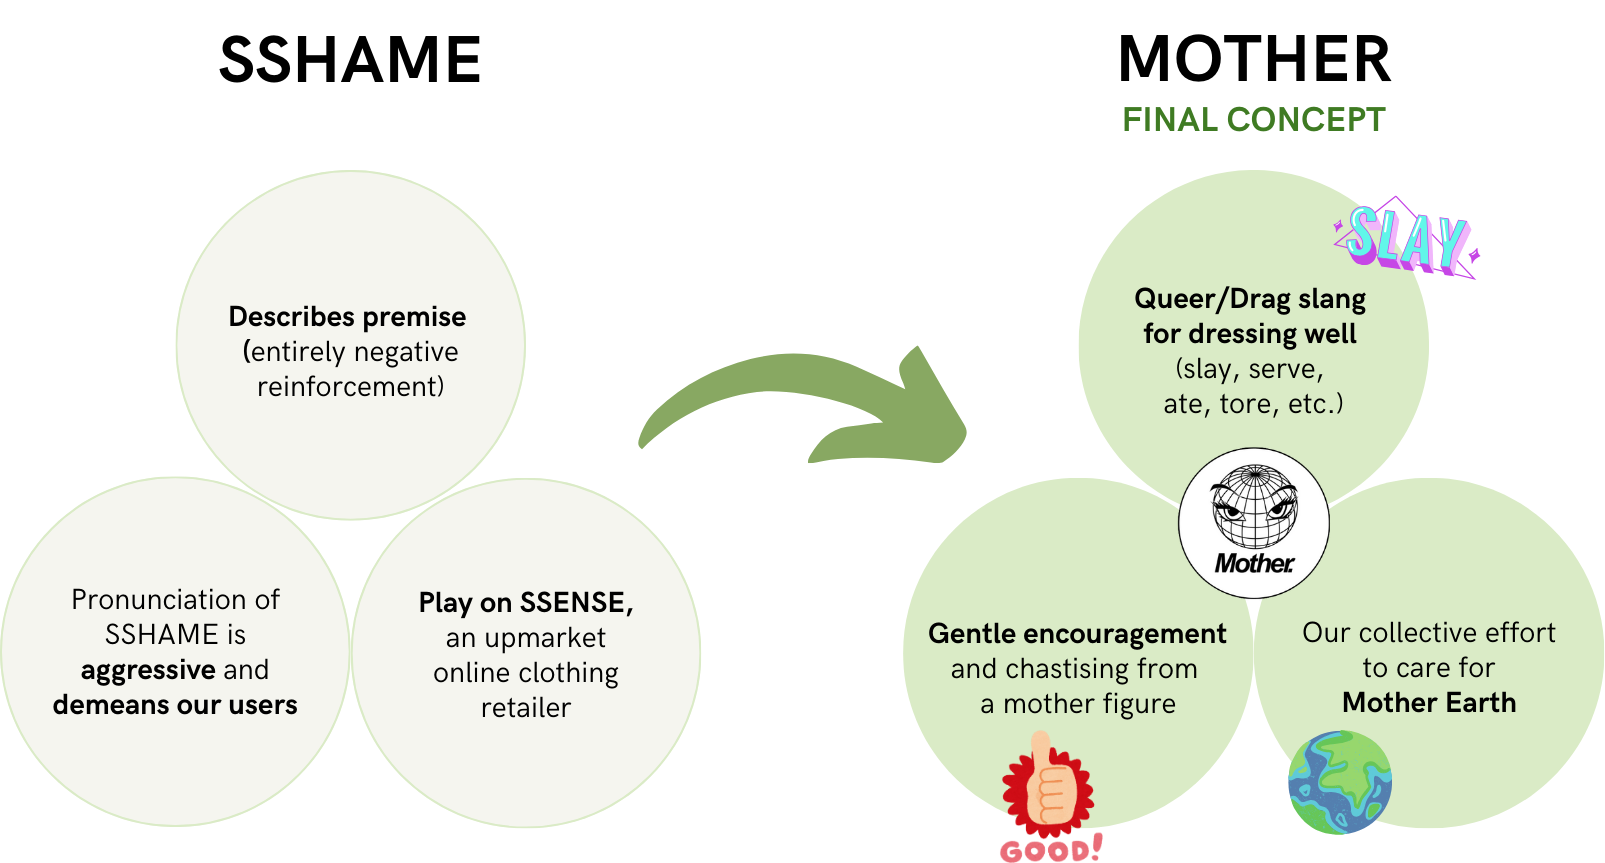 SSHAME
Describes premise
(entirely negative
reinforcement)
Pronunciation of
SSHAME is
aggressive and
demeans our users
Play on SSENSE,
an upmarket
online clothing
retailer
MOTHER
FINAL CONCEPT
SLAY
Queer/Drag slang
for dressing well
(slay, serve,
ate, tore, etc.)
Mother.
Gentle encouragement
and chastising from
a mother figure
GOOD!
Our collective effort
to care for
Mother Earth